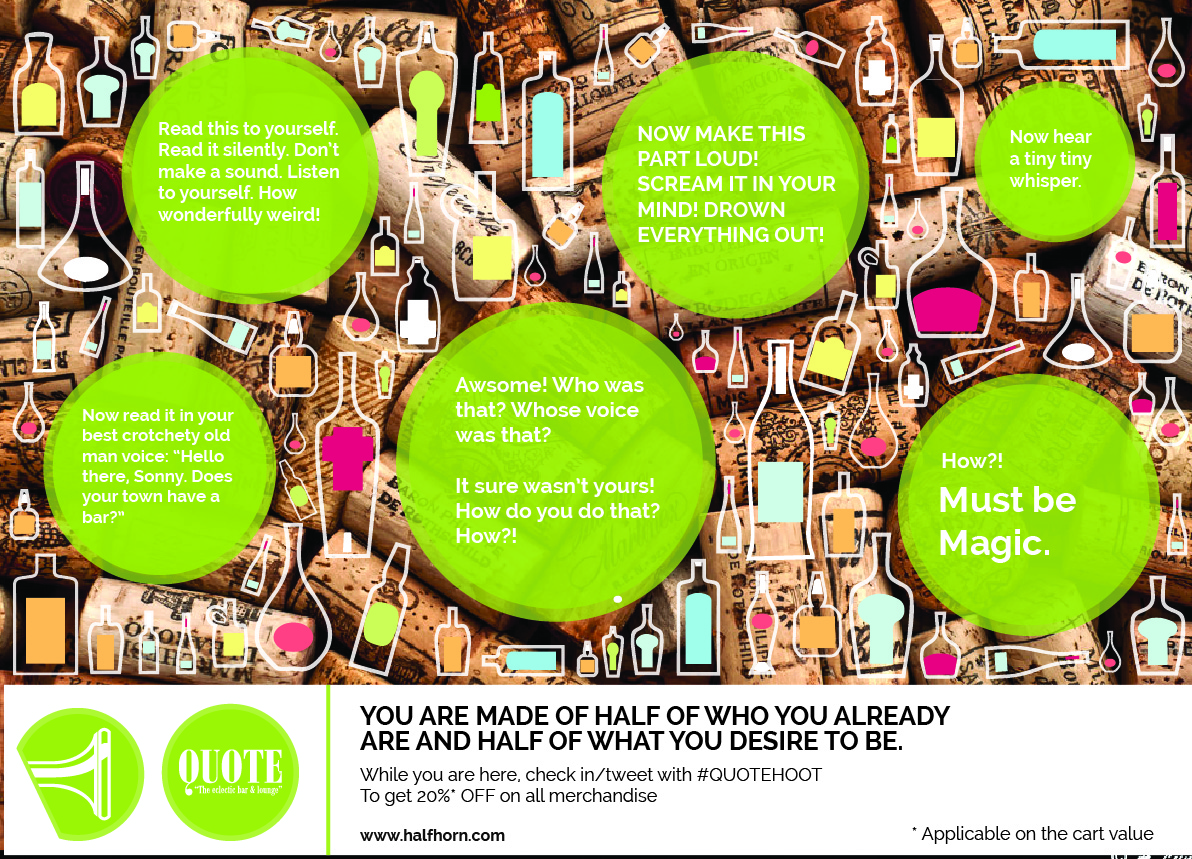 Read this to yourself.
Read it silently. Don't
make a sound. Listen
to yourself. How
wonderfully weird!
NOW MAKE THIS
PART LOUD!
SCREAM IT IN YOUR
MIND! DROWN
EVERYTHING OUT!
Now hear
a tiny tiny
whisper.
Now read it in your
best crotchety old
man voice: “Hello
there, Sonny. Does
your town have a
bar?”
Awsome! Who was
that? Whose voice
was that?
It sure wasn't yours!
How do you do that?
How?!
How?!
Must be
Magic.
QUOTE
"The eclectic bar & lounge"
YOU ARE MADE OF HALF OF WHO YOU ALREADY
ARE AND HALF OF WHAT YOU DESIRE TO BE.
While you are here, check in/tweet with #QUOTEHOOT
To get 20%* OFF on all merchandise
www.halfhorn.com
* Applicable on the cart value